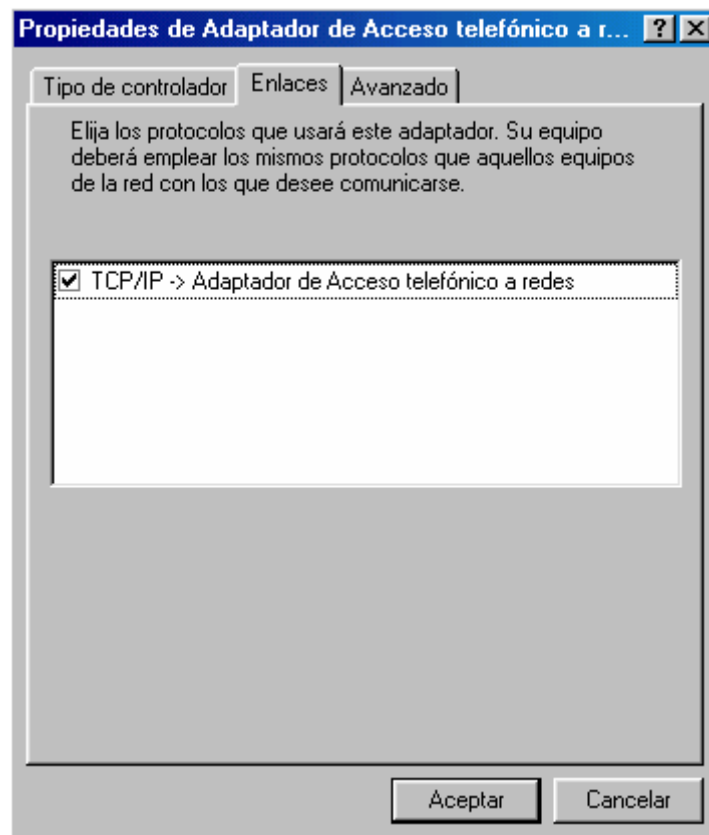 Propiedades de Adaptador de Acceso telefónico a r...
Tipo de controlador Enlaces Avanzado
Elija los protocolos que usará este adaptador. Su equipo
deberá emplear los mismos protocolos que aquellos equipos
de la red con los que desee comunicarse.
TCP/IP -> Adaptador de Acceso telefónico a redes
Aceptar Cancelar